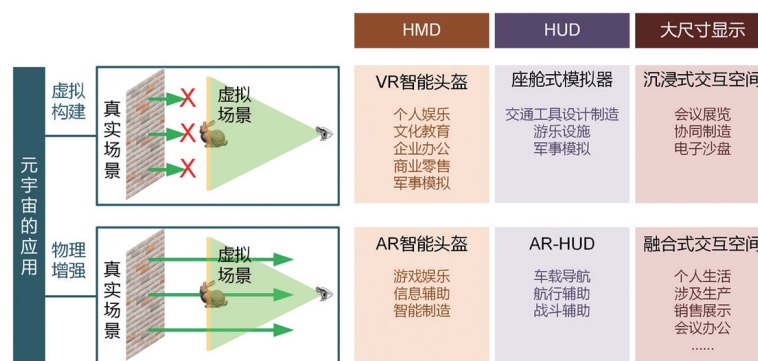 HMD
HUD
大尺寸显示
元宇宙的应用
虚拟
构建
真实场景
虚拟
场景
VR智能头盔
个人娱乐
文化教育
企业办公
商业零售
军事模拟
座舱式模拟器
交通工具设计制造
游乐设施
军事模拟
沉浸式交互空间
会议展览
协同制造
电子沙盘
物理
增强
真实场景
虚拟
场景
AR智能头盔
游戏娱乐
信息辅助
智能制造
AR-HUD
车载导航
航行辅助
战斗辅助
融合式交互空间
个人生活
涉及生产
销售展示
会议办公
......